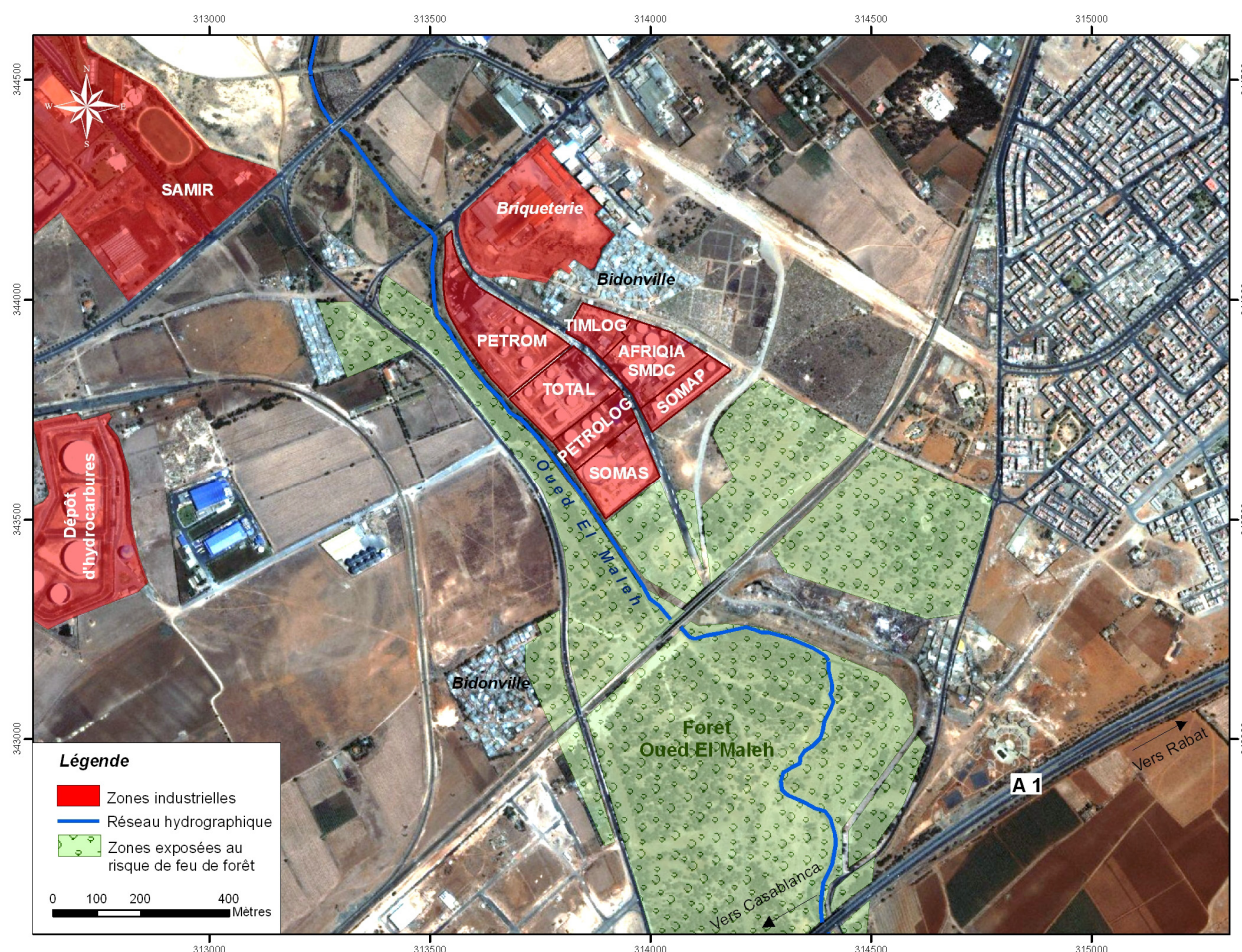 313000
313500
314000
314500
315000
344500
N
W
E
S
SAMIR
Briqueterie
Bidonville
344000
TIMLOG
PETROM
AFRIQIA
SMDC
TOTAL
SOMAP
PETROLOG
SOMAS
Oued El Maleh
343500
Dépôt
d'hydrocarbures
Bidonville
Forêt
Oued El Maleh
343000
Vers Rabat
A 1
Vers Casablanca
Légende
Zones industrielles
Réseau hydrographique
Zones exposées au
risque de feu de forêt
0 100 200 400
Mètres
313000
313500
314000
314500
315000